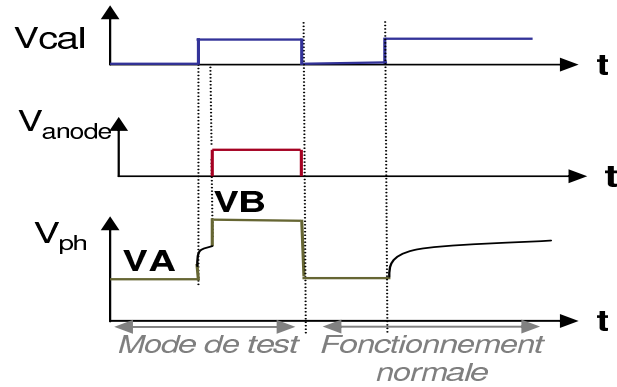 Vcal
t
Vanode
t
VB
Vph
VA
t
Mode de test
Fonctionnement
normale